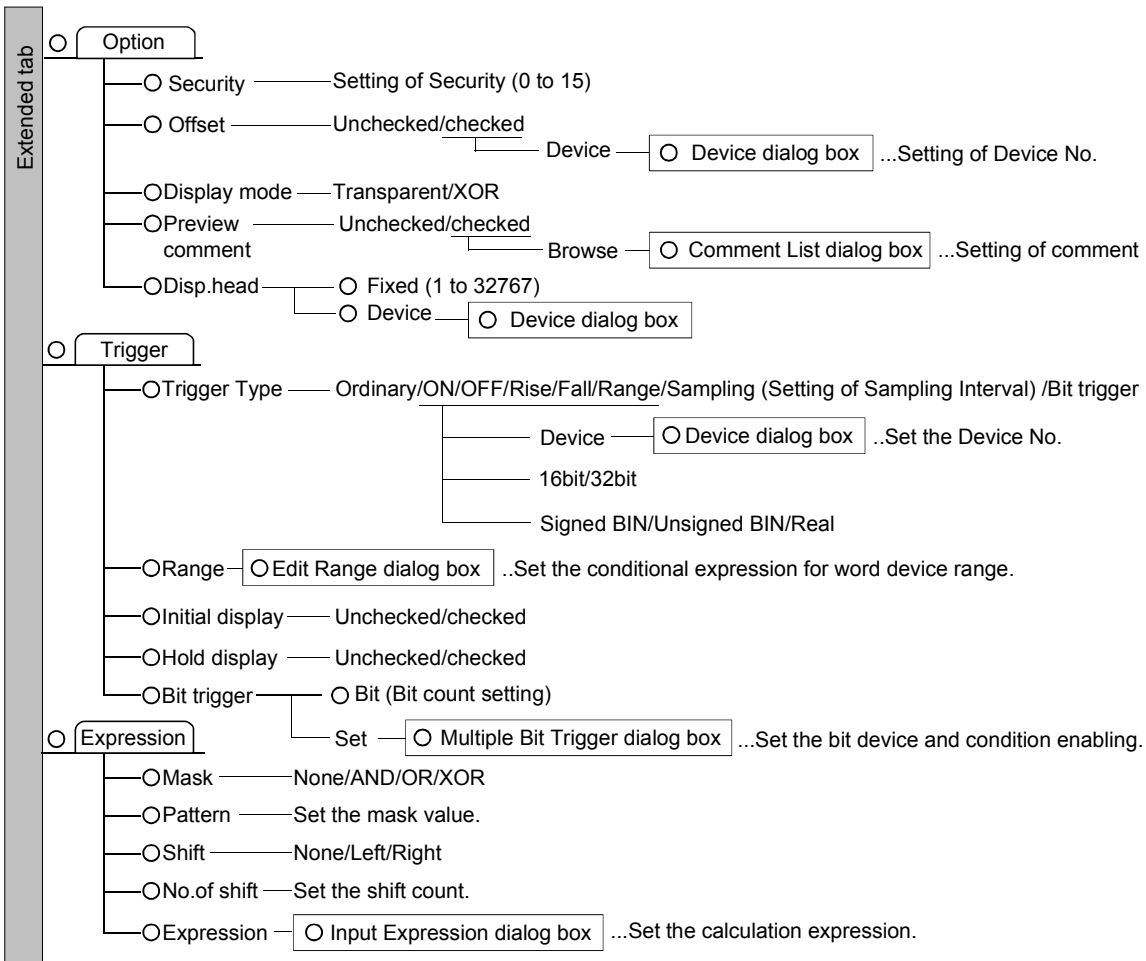 Extended tab
Option
Security Setting of Security (0 to 15)
Offset Unchecked/checked
Device Device dialog box ...Setting of Device No.
Display mode Transparent/XOR
Preview comment Unchecked/checked
Browse Comment List dialog box ...Setting of comment
Disp.head Fixed (1 to 32767)
Device Device dialog box
Trigger
Trigger Type Ordinary/ON/OFF/Rise/Fall/Range/Sampling (Setting of Sampling Interval) /Bit trigger
Device Device dialog box ..Set the Device No.
16bit/32bit
Signed BIN/Unsigned BIN/Real
Range Edit Range dialog box ..Set the conditional expression for word device range.
Initial display Unchecked/checked
Hold display Unchecked/checked
Bit trigger Bit (Bit count setting)
Set Multiple Bit Trigger dialog box ...Set the bit device and condition enabling.
Expression
Mask None/AND/OR/XOR
Pattern Set the mask value.
Shift None/Left/Right
No.of shift Set the shift count.
Expression Input Expression dialog box ...Set the calculation expression.